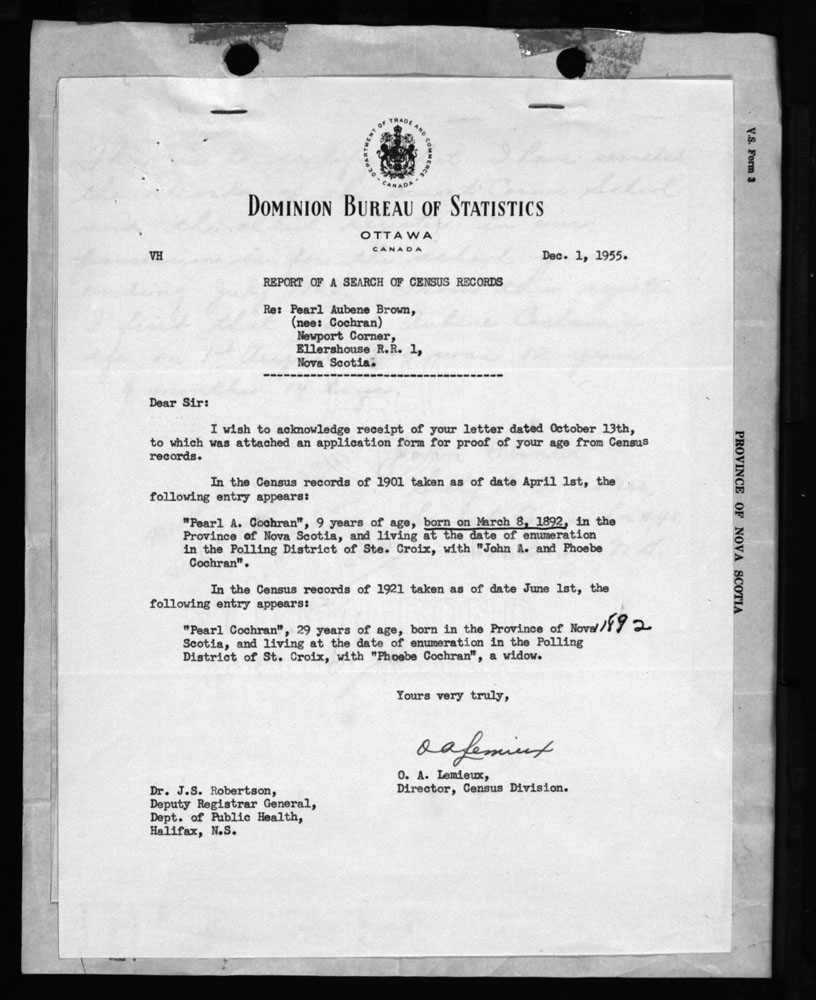 DEPARTMENT OF TRADE AND COMMERCE
- CANADA -
DOMINION BUREAU OF STATISTICS
OTTAWA
CANADA
VH Dec. 1, 1955.
REPORT OF A SEARCH OF CENSUS RECORDS
Re: Pearl Aubene Brown,
(nee: Cochran)
Newport Corner,
Ellershouse R.R. 1,
Nova Scotia.
Dear Sir:
I wish to acknowledge receipt of your letter dated October 13th,
to which was attached an application form for proof of your age from Census
records.
In the Census records of 1901 taken as of date April 1st, the
following entry appears:
"Pearl A. Cochran", 9 years of age, born on March 8, 1892, in the
Province of Nova Scotia, and living at the date of enumeration
in the Polling District of Ste. Croix, with "John A. and Phoebe
Cochran".
In the Census records of 1921 taken as of date June 1st, the
following entry appears:
"Pearl Cochran", 29 years of age, born in the Province of Nova 1892
Scotia, and living at the date of enumeration in the Polling
District of St. Croix, with "Phoebe Cochran", a widow.
Yours very truly,
O A Lemieux
O. A. Lemieux,
Director, Census Division.
Dr. J.S. Robertson,
Deputy Registrar General,
Dept. of Public Health,
Halifax, N.S.
V.S. Form 3
PROVINCE OF NOVA SCOTIA